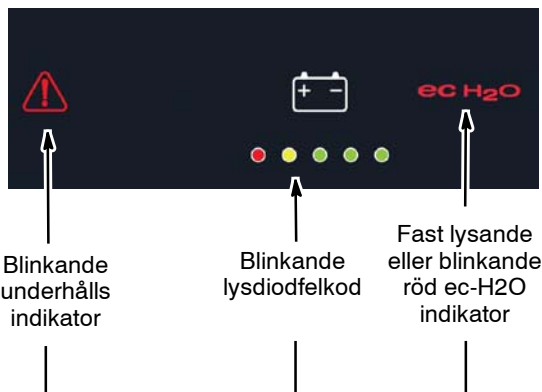 ec H2O
Blinkande
underhålls
indikator
Blinkande
lysdiodfelkod
Fast lysande
eller blinkande
röd ec-H2O
indikator